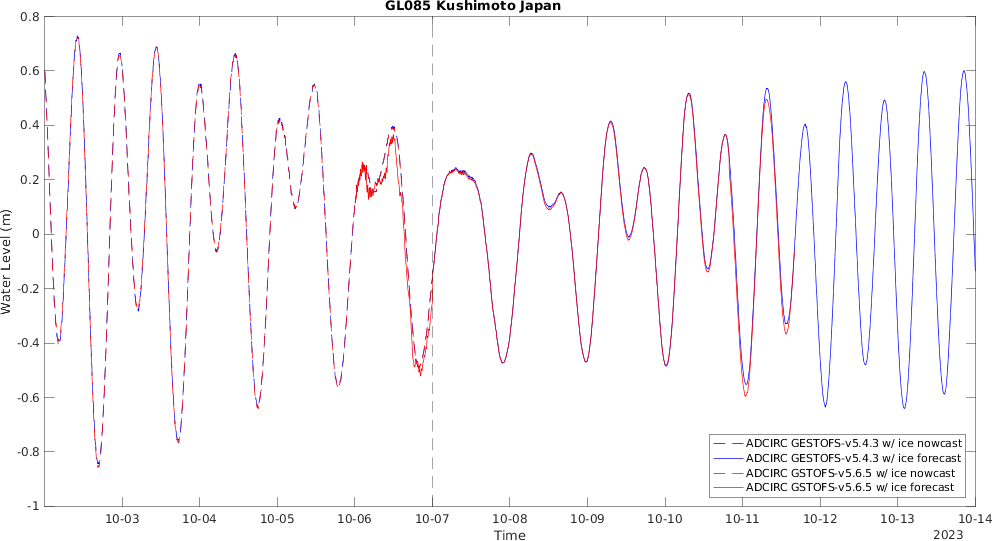 GL085 Kushimoto Japan
0.8
0.6
0.4
0.2
0
-0.2
-0.4
-0.6
-0.8
-1
Water Level (m)
ADCIRC GESTOFS-v5.4.3 w/ ice nowcast
ADCIRC GESTOFS-v5.4.3 w/ ice forecast
ADCIRC GSTOFS-v5.6.5 w/ ice nowcast
ADCIRC GSTOFS-v5.6.5 w/ ice forecast
10-03 10-04 10-05 10-06 10-07 10-08 10-09 10-10 10-11 10-12 10-13 10-14
Time
2023